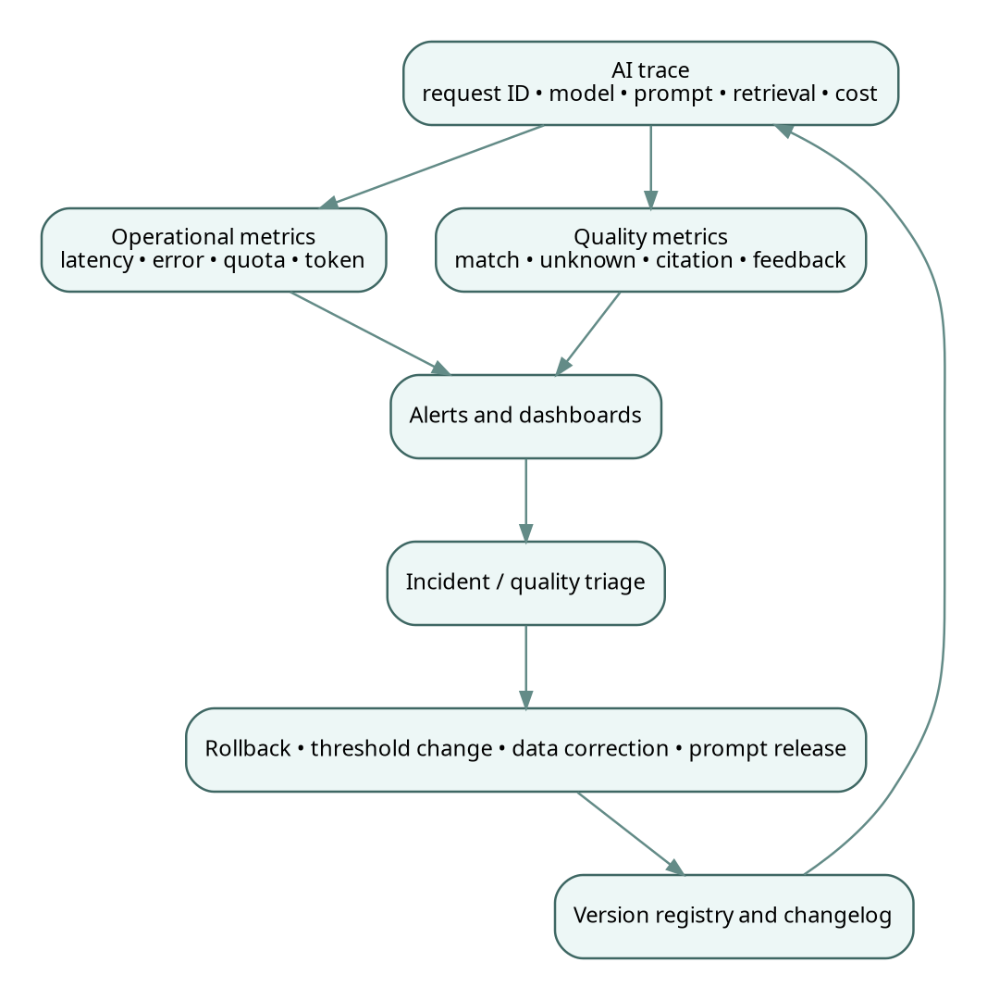 AI trace
request ID • model • prompt • retrieval • cost
Operational metrics
latency • error • quota • token
Quality metrics
match • unknown • citation • feedback
Alerts and dashboards
Incident / quality triage
Rollback • threshold change • data correction • prompt release
Version registry and changelog